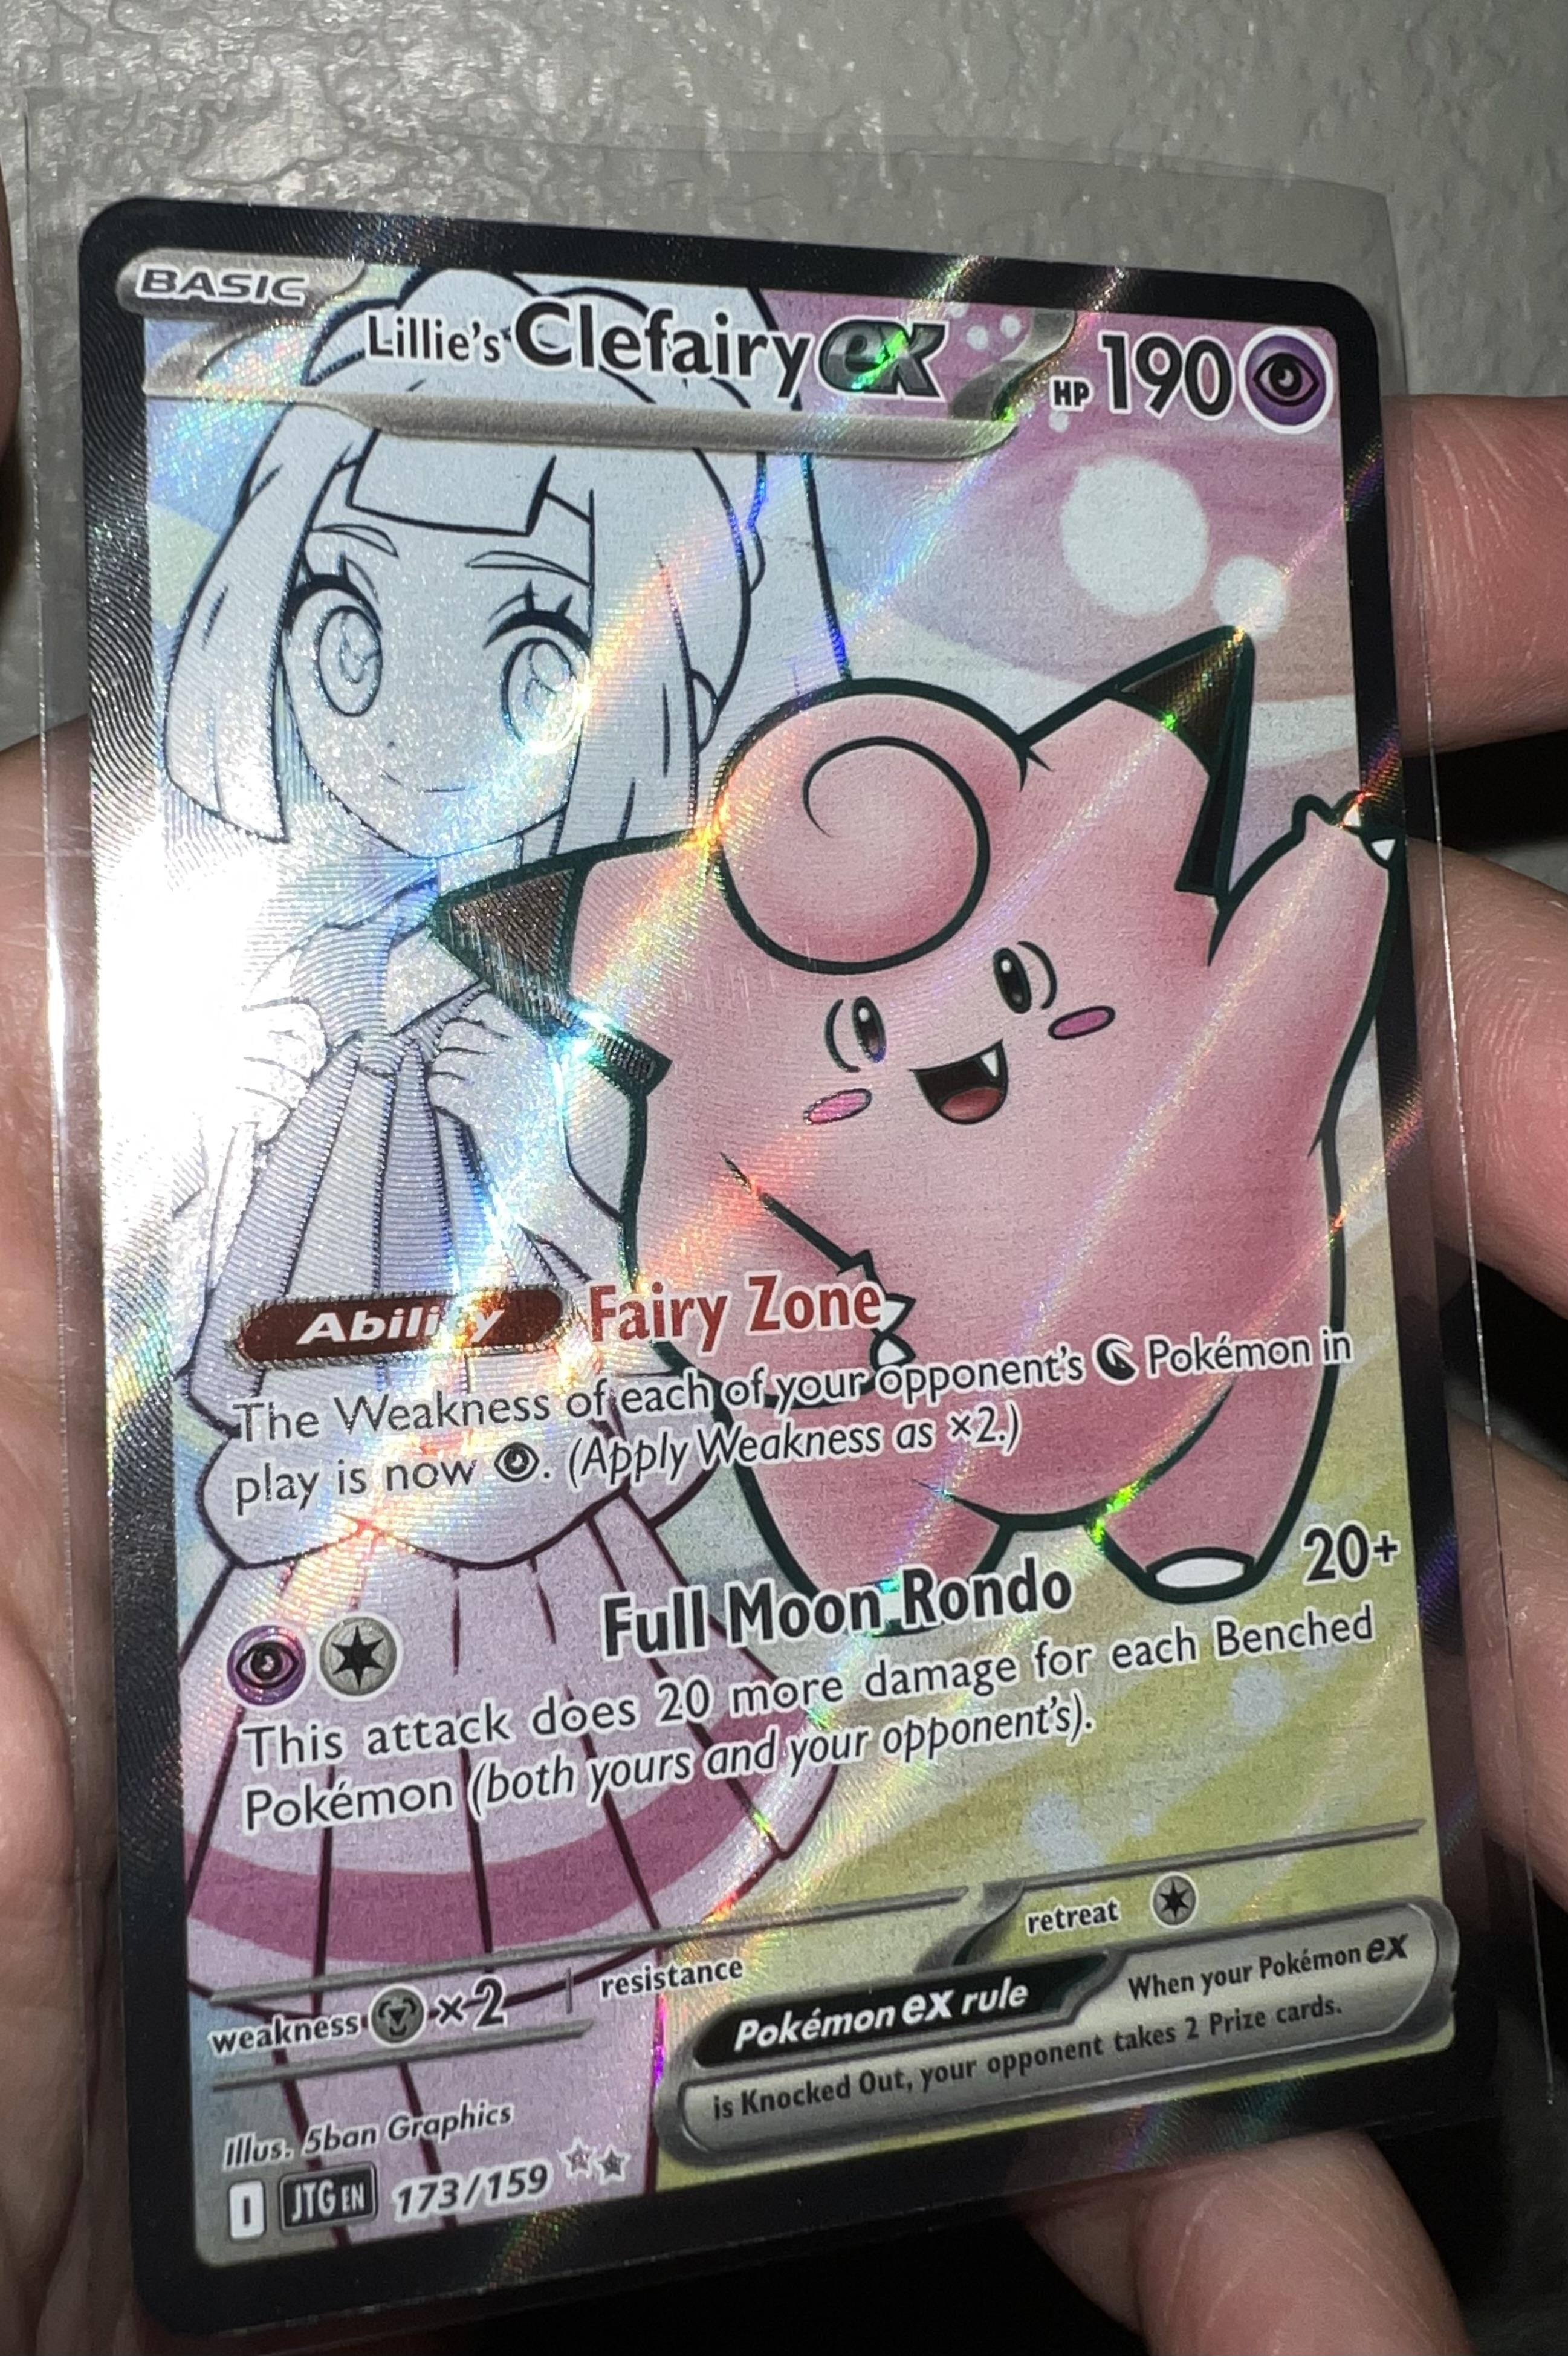 BASIC
Lillie's Clefairy ex HP 190
Ability Fairy Zone
The Weakness of each of your opponent's Pokémon in
play is now . (Apply Weakness as ×2.)
Full Moon Rondo 20+
This attack does 20 more damage for each Benched
Pokémon (both yours and your opponent's).
weakness ×2 resistance retreat
Pokémon ex rule When your Pokémon ex
is Knocked Out, your opponent takes 2 Prize cards.
Illus. 5ban Graphics
I JTG EN 173/159